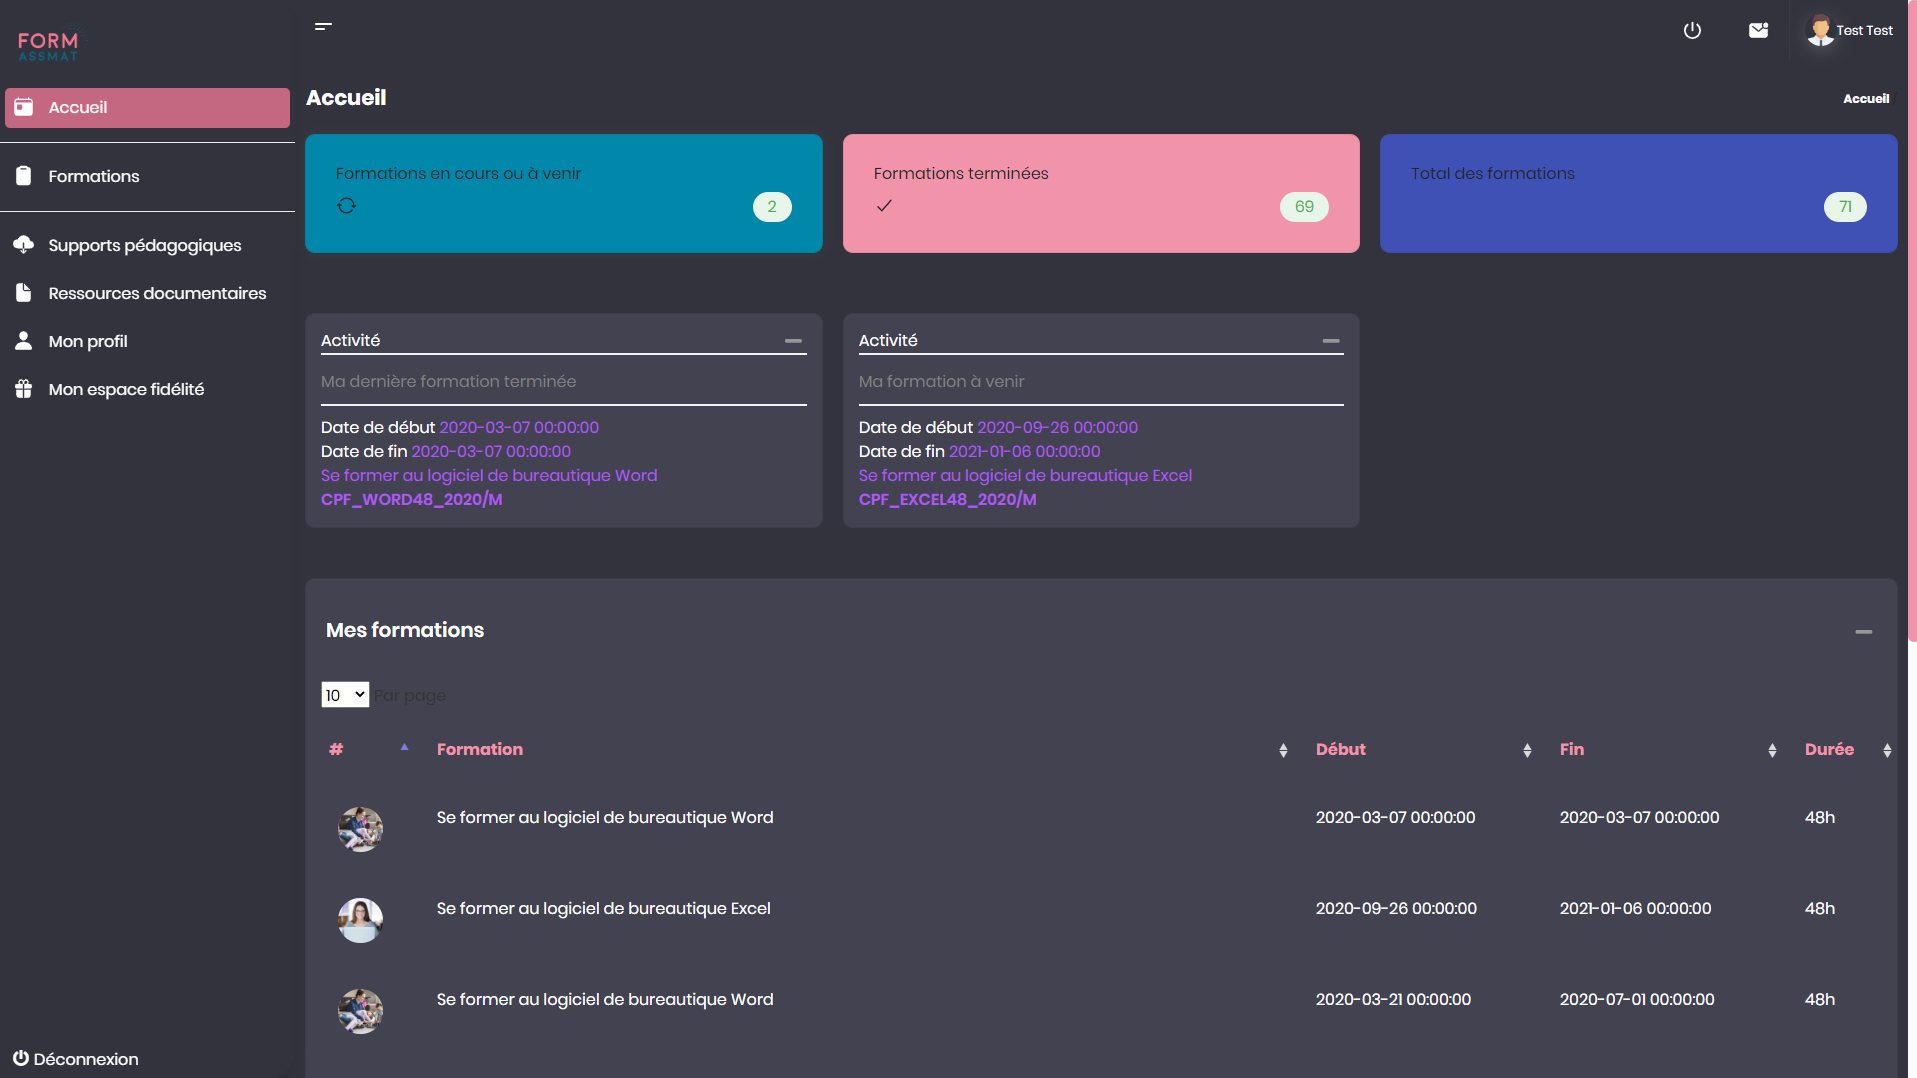 FORM
ASSMAT
Test Test
Accueil
Formations
Supports pédagogiques
Ressources documentaires
Mon profil
Mon espace fidélité
Déconnexion
Accueil
Accueil
Formations en cours ou à venir
2
Formations terminées
69
Total des formations
71
Activité
Ma dernière formation terminée
Date de début 2020-03-07 00:00:00
Date de fin 2020-03-07 00:00:00
Se former au logiciel de bureautique Word
CPF_WORD48_2020/M
Activité
Ma formation à venir
Date de début 2020-09-26 00:00:00
Date de fin 2021-01-06 00:00:00
Se former au logiciel de bureautique Excel
CPF_EXCEL48_2020/M
Mes formations
10 Par page
# Formation Début Fin Durée
Se former au logiciel de bureautique Word 2020-03-07 00:00:00 2020-03-07 00:00:00 48h
Se former au logiciel de bureautique Excel 2020-09-26 00:00:00 2021-01-06 00:00:00 48h
Se former au logiciel de bureautique Word 2020-03-21 00:00:00 2020-07-01 00:00:00 48h